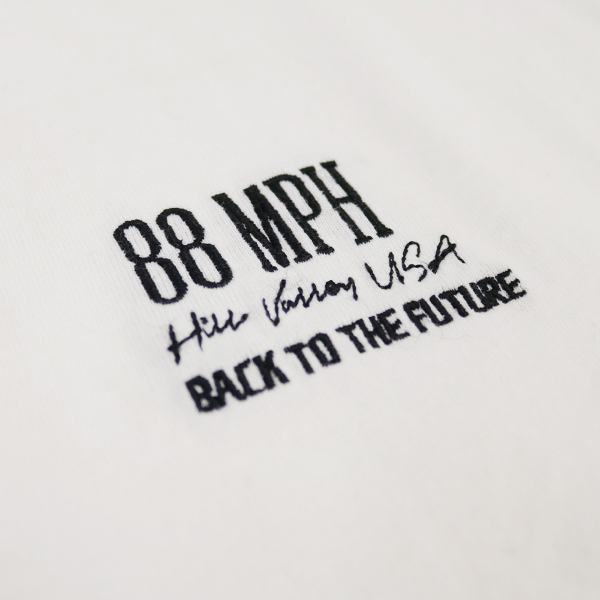 88 MPH
Hill Valley USA
BACK TO THE FUTURE